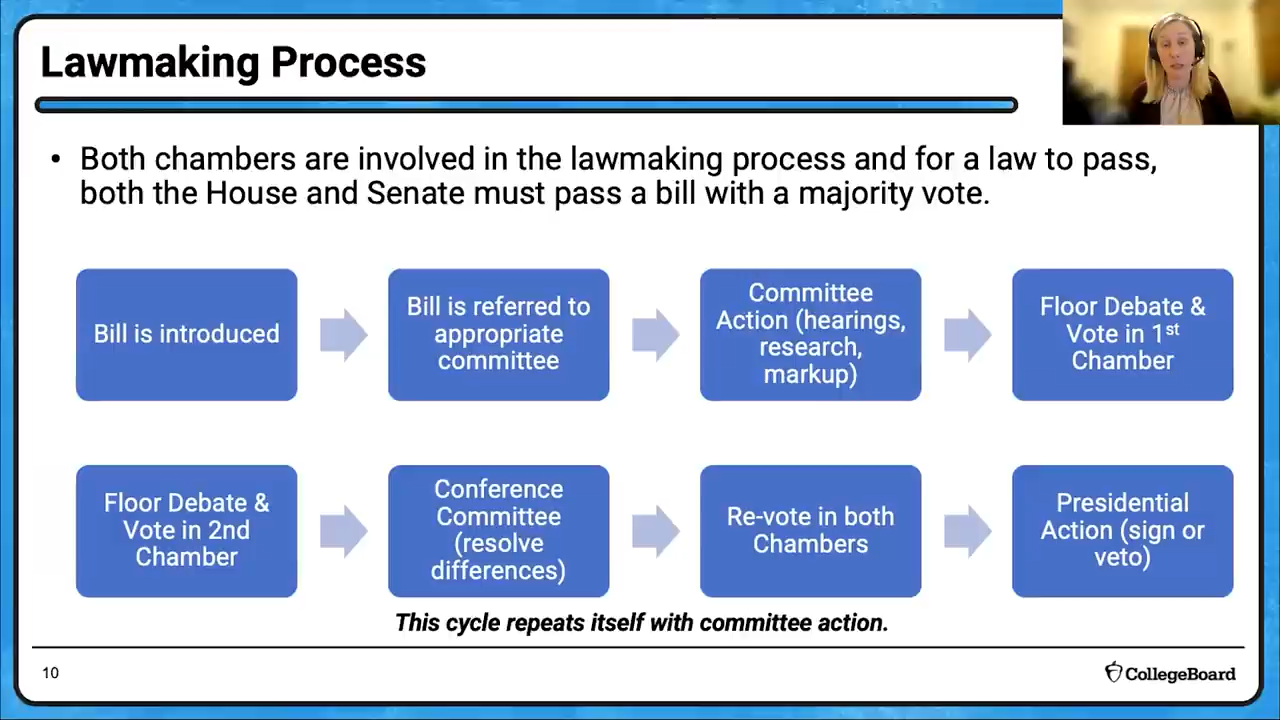 Lawmaking Process
• Both chambers are involved in the lawmaking process and for a law to pass,
both the House and Senate must pass a bill with a majority vote.
Bill is introduced
Bill is referred to
appropriate
committee
Committee
Action (hearings,
research,
markup)
Floor Debate &
Vote in 1st
Chamber
Floor Debate &
Vote in 2nd
Chamber
Conference
Committee
(resolve
differences)
Re-vote in both
Chambers
Presidential
Action (sign or
veto)
This cycle repeats itself with committee action.
10
CollegeBoard